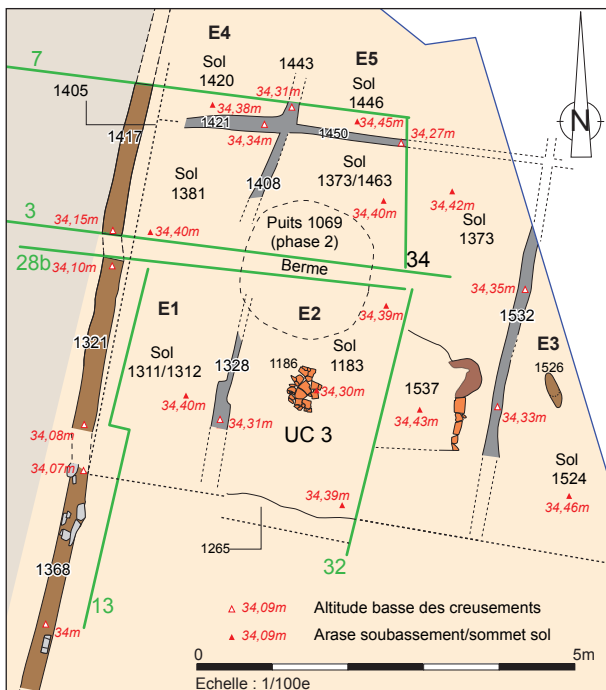 E4
1443
E5
7
Sol
1420
Sol
1446
1405
34,31m
34,38m
34,45m
1417
1421
34,34m
1450
34,27m
Sol
1381
1408
Sol
1373/1463
34,42m
34,40m
Sol
1373
3
34,15m
34,40m
Puits 1069
(phase 2)
N
28b
34,10m
Berme
34
34,35m
E1
E2
34,39m
1532
E3
1321
Sol
1311/1312
1328
1186
Sol
1183
1526
34,30m
1537
34,40m
34,31m
34,43m
34,33m
UC 3
34,08m
34,07m
Sol
1524
34,39m
34,46m
1265
1368
32
13
34m
34,09m Altitude basse des creusements
34,09m Arase soubassement/sommet sol
0 5m
Echelle : 1/100e